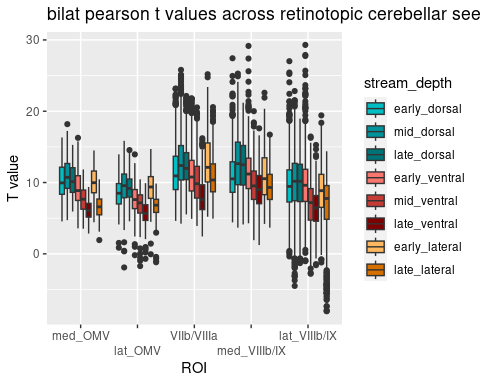 bilat pearson t values across retinotopic cerebellar see
30
20
10
0
T value
med_OMV
lat_OMV
VIIb/VIIIa
med_VIIIb/IX
lat_VIIIb/IX
ROI
stream_depth
early_dorsal
mid_dorsal
late_dorsal
early_ventral
mid_ventral
late_ventral
early_lateral
late_lateral